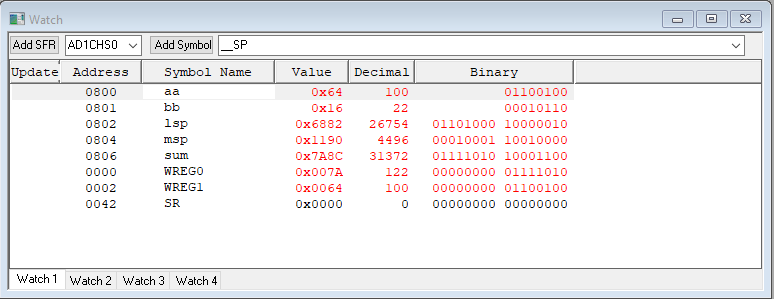 Watch
Add SFR AD1CHS0 Add Symbol __SP
Update Address Symbol Name Value Decimal Binary
0800 aa 0x64 100 01100100
0801 bb 0x16 22 00010110
0802 lsp 0x6882 26754 01101000 10000010
0804 msp 0x1190 4496 00010001 10010000
0806 sum 0x7A8C 31372 01111010 10001100
0000 WREG0 0x007A 122 00000000 01111010
0002 WREG1 0x0064 100 00000000 01100100
0042 SR 0x0000 0 00000000 00000000
Watch 1 Watch 2 Watch 3 Watch 4